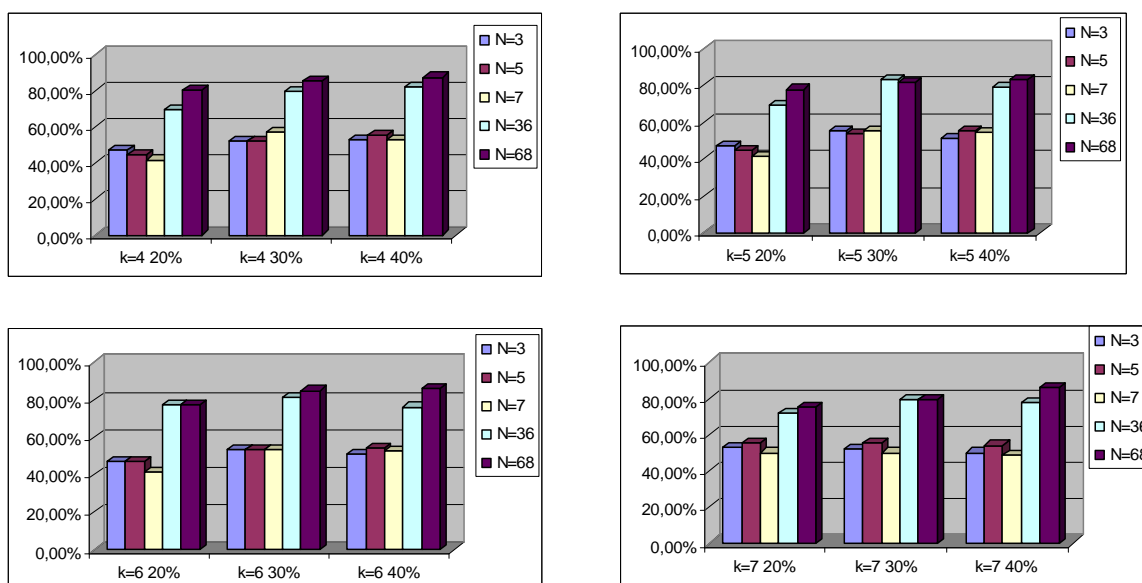 100,00%
80,00%
60,00%
40,00%
20,00%
0,00%
k=4 20%
k=4 30%
k=4 40%
N=3
N=5
N=7
N=36
N=68
100,00%
80,00%
60,00%
40,00%
20,00%
0,00%
k=5 20%
k=5 30%
k=5 40%
N=3
N=5
N=7
N=36
N=68
100,00%
80,00%
60,00%
40,00%
20,00%
0,00%
k=6 20%
k=6 30%
k=6 40%
N=3
N=5
N=7
N=36
N=68
100,00%
80,00%
60,00%
40,00%
20,00%
0,00%
k=7 20%
k=7 30%
k=7 40%
N=3
N=5
N=7
N=36
N=68